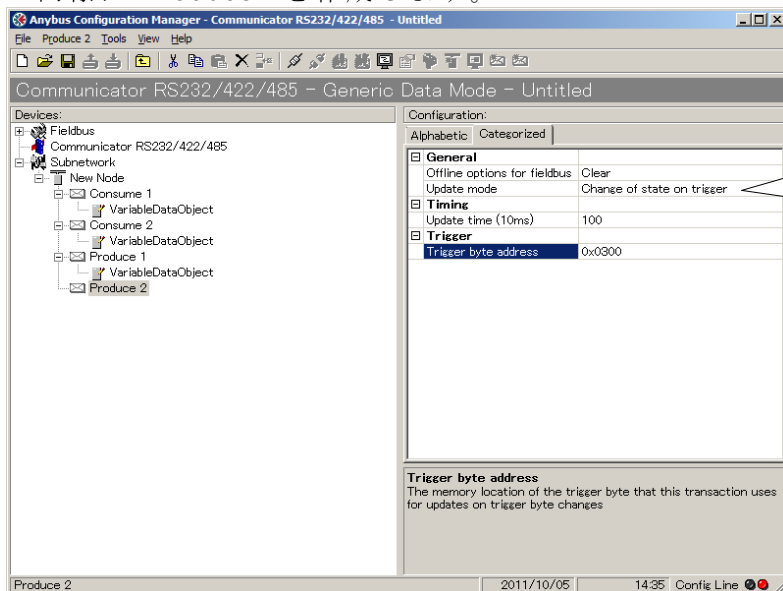 Anybus Configuration Manager - Communicator RS232/422/485 - Untitled
File Produce 2 Tools View Help
Communicator RS232/422/485 - Generic Data Mode - Untitled
Devices:
Fieldbus
Communicator RS232/422/485
Subnetwork
New Node
Consume 1
VariableDataObject
Consume 2
VariableDataObject
Produce 1
VariableDataObject
Produce 2
Configuration:
Alphabetic Categorized
General
Offline options for fieldbus Clear
Update mode Change of state on trigger
Timing
Update time (10ms) 100
Trigger
Trigger byte address 0x0300
Trigger byte address
The memory location of the trigger byte that this transaction uses
for updates on trigger byte changes
Produce 2 2011/10/05 14:35 Config Line